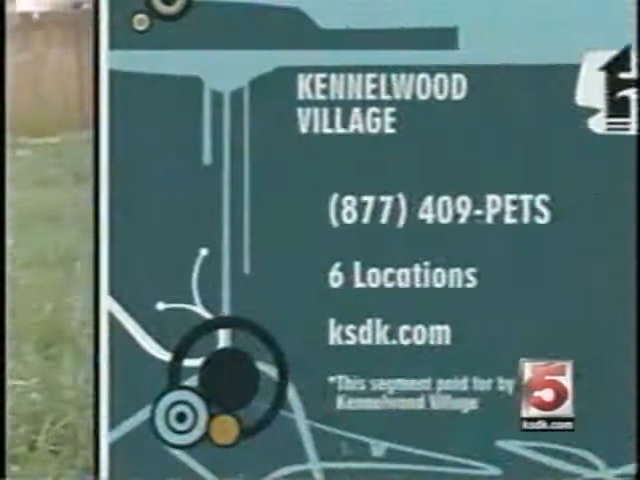 KENNELWOOD
VILLAGE
(877) 409-PETS
6 Locations
ksdk.com
*This segment paid for by
Kennelwood Village
5
ksdk.com